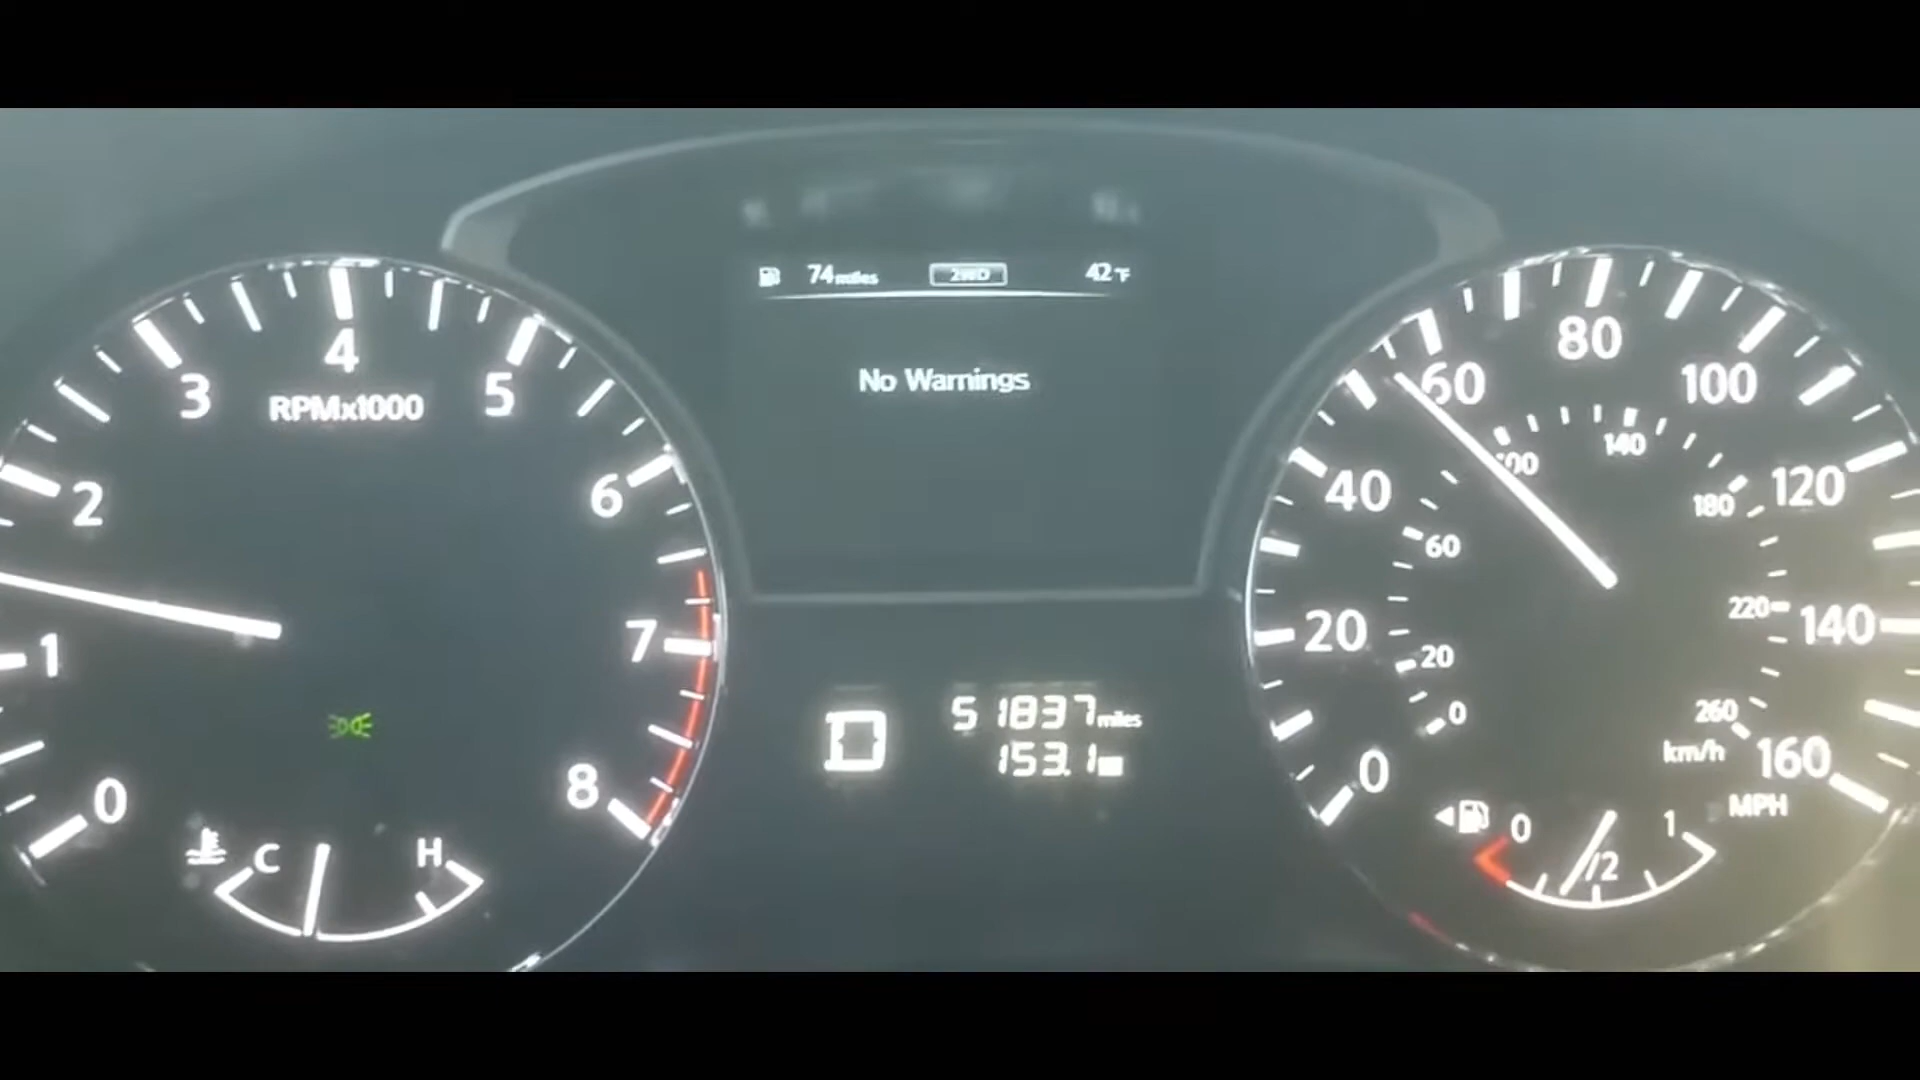 74 miles 2WD 42 °F
No Warnings
0 1 2 3 4 5 6 7 8
RPMx1000
C H
D
51837 miles
153.1
0 20 40 60 80 100 120 140 160
MPH
0 20 60 100 140 180 220 260
km/h
0 1/2 1